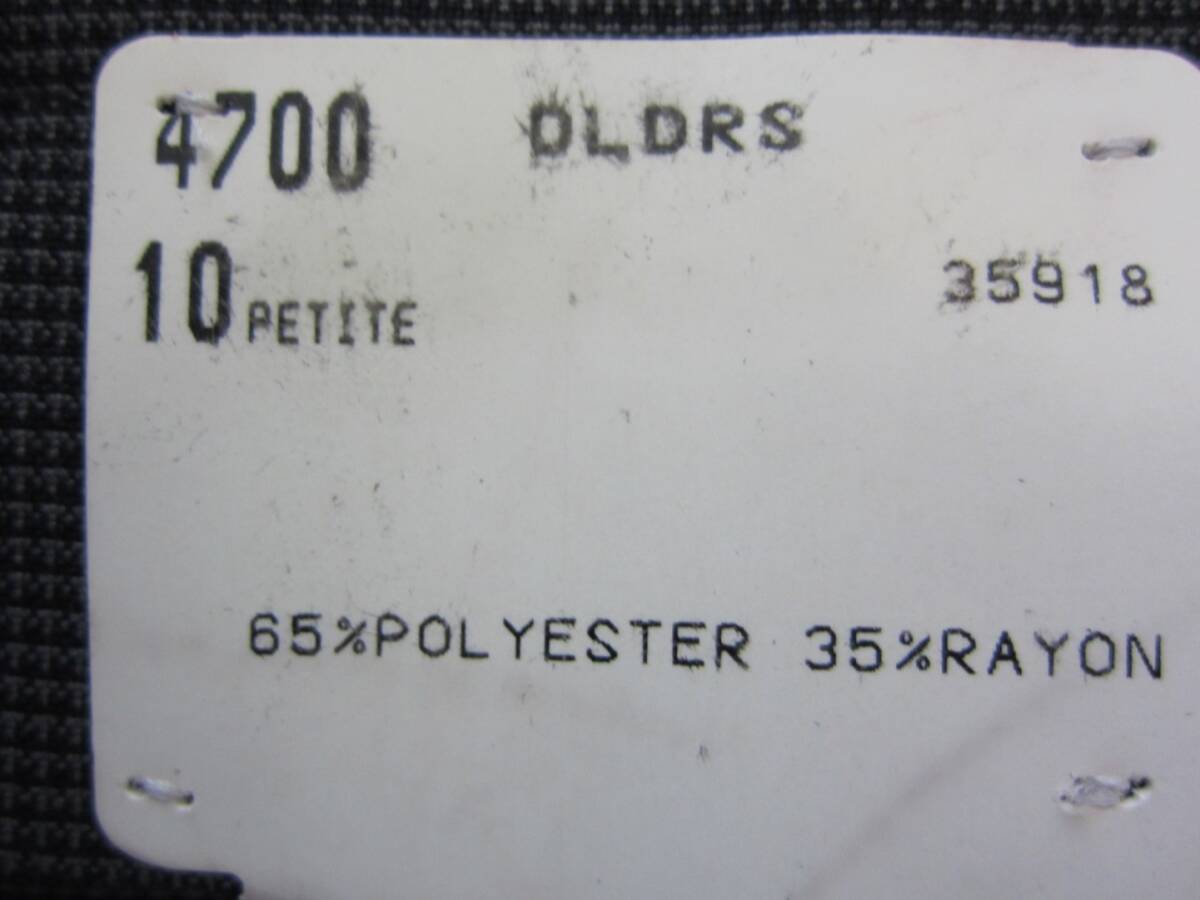 4700 DLDRS
10 PETITE 35918
65%POLYESTER 35%RAYON